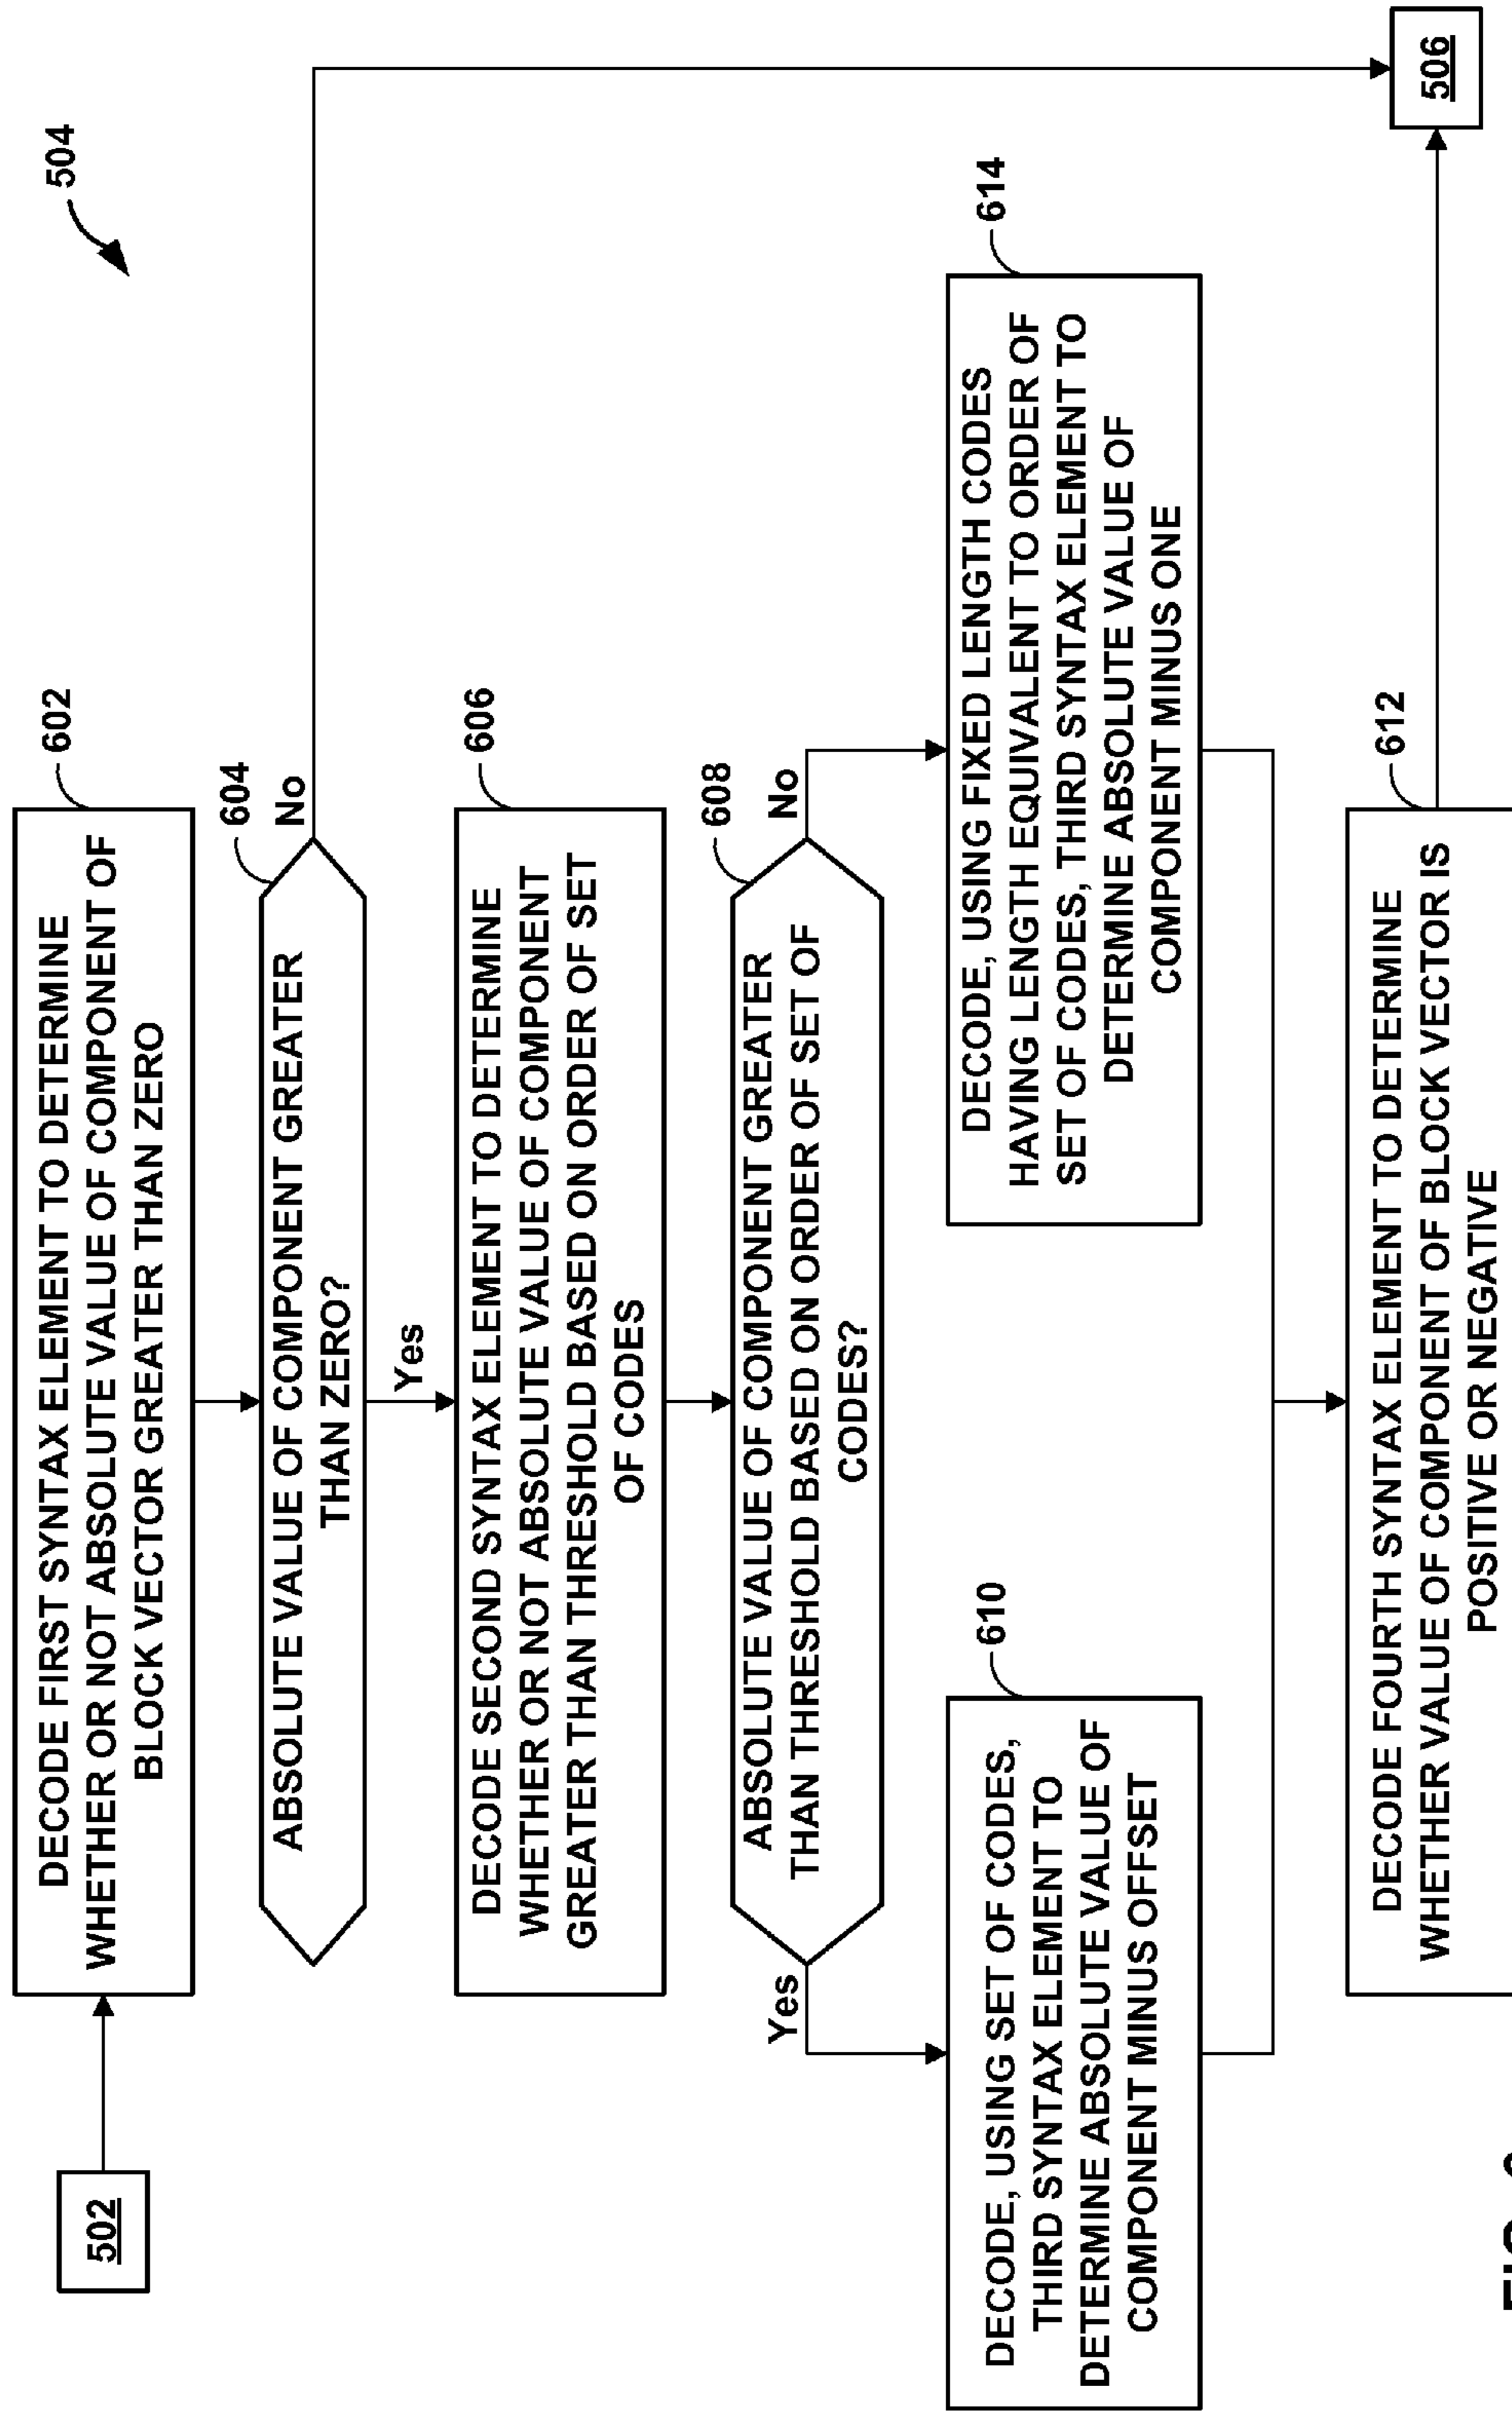 504
502
602
DECODE FIRST SYNTAX ELEMENT TO DETERMINE
WHETHER OR NOT ABSOLUTE VALUE OF COMPONENT OF
BLOCK VECTOR GREATER THAN ZERO
604
ABSOLUTE VALUE OF COMPONENT GREATER
THAN ZERO?
No
Yes
606
DECODE SECOND SYNTAX ELEMENT TO DETERMINE
WHETHER OR NOT ABSOLUTE VALUE OF COMPONENT
GREATER THAN THRESHOLD BASED ON ORDER OF SET
OF CODES
608
ABSOLUTE VALUE OF COMPONENT GREATER
THAN THRESHOLD BASED ON ORDER OF SET OF
CODES?
Yes
No
610
DECODE, USING SET OF CODES,
THIRD SYNTAX ELEMENT TO
DETERMINE ABSOLUTE VALUE OF
COMPONENT MINUS OFFSET
614
DECODE, USING FIXED LENGTH CODES
HAVING LENGTH EQUIVALENT TO ORDER OF
SET OF CODES, THIRD SYNTAX ELEMENT TO
DETERMINE ABSOLUTE VALUE OF
COMPONENT MINUS ONE
612
DECODE FOURTH SYNTAX ELEMENT TO DETERMINE
WHETHER VALUE OF COMPONENT OF BLOCK VECTOR IS
POSITIVE OR NEGATIVE
506